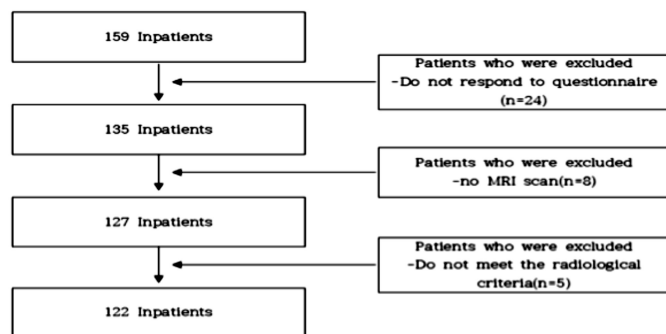 159 Inpatients
Patients who were excluded
-Do not respond to questionnaire
(n=24)
135 Inpatients
Patients who were excluded
-no MRI scan(n=8)
127 Inpatients
Patients who were excluded
-Do not meet the radiological
criteria(n=5)
122 Inpatients